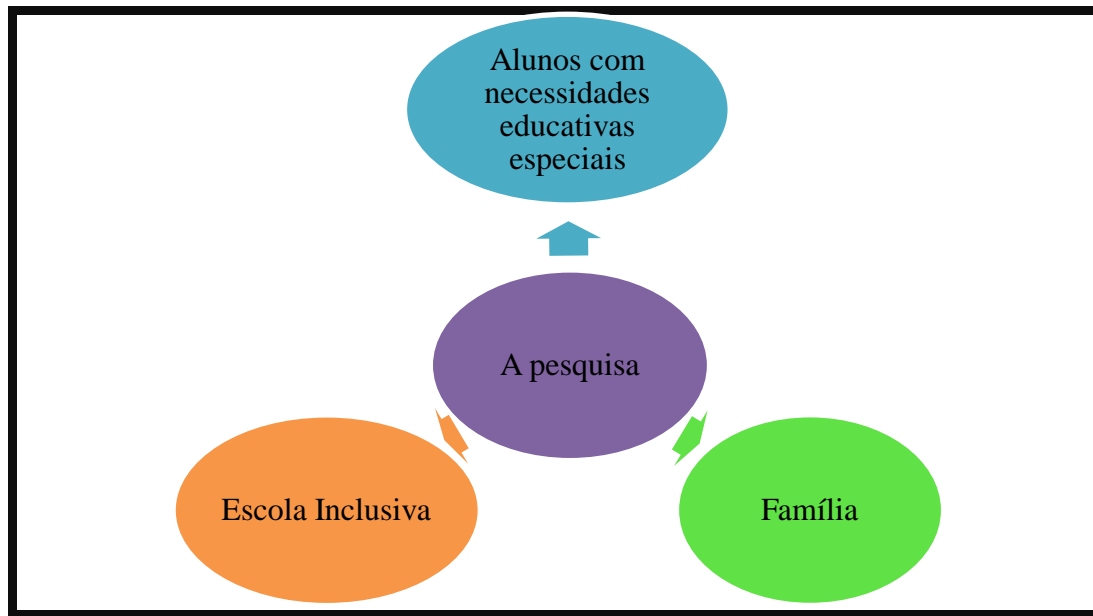 Alunos com
necessidades
educativas
especiais
A pesquisa
Escola Inclusiva
Família